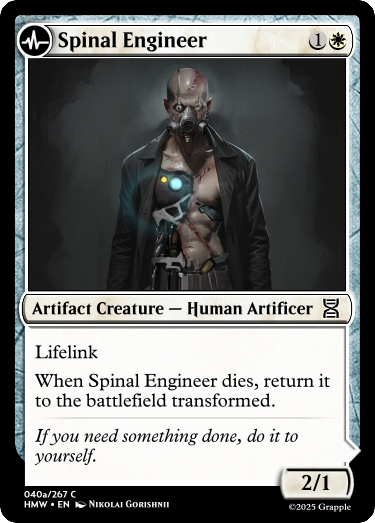 Spinal Engineer 1
Artifact Creature — Human Artificer
Lifelink
When Spinal Engineer dies, return it
to the battlefield transformed.
If you need something done, do it to
yourself.
2/1
040a/267 C
HMW • EN Nikolai Gorishnii
©2025 Grapple